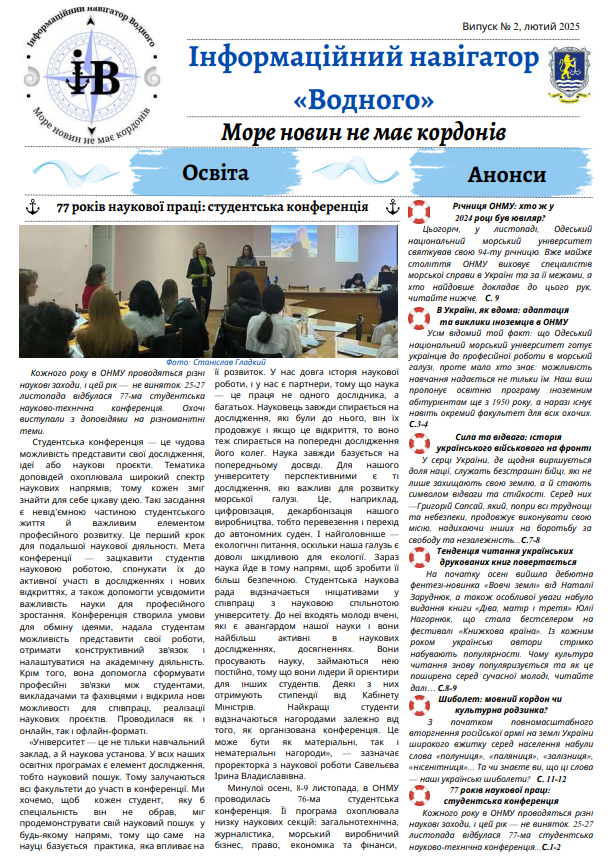 Інформаційний навігатор Водного
ІВ
Море новин не має кордонів
Випуск № 2, лютий 2025
Інформаційний навігатор
«Водного»
Море новин не має кордонів
Освіта
Анонси
77 років наукової праці: студентська конференція
Фото: Станіслав Гладкий
Кожного року в ОНМУ проводяться різні
наукові заходи, і цей рік — не виняток. 25-27
листопада відбулася 77-ма студентська
науково-технічна конференція. Охочі
виступали з доповідями на різноманітні
теми.
Студентська конференція — це чудова
можливість представити свої дослідження,
ідеї або наукові проєкти. Тематика
доповідей охоплювала широкий спектр
наукових напрямів, тому кожен зміг
знайти для себе цікаву ідею. Такі засідання
є невід’ємною частиною студентського
життя й важливим елементом
професійного розвитку. Це перший крок
для подальшої наукової діяльності. Мета
конференції — зацікавити студентів
науковою роботою, спонукати їх до
активної участі в дослідженнях і нових
відкриттях, а також допомогти усвідомити
важливість науки для професійного
зростання. Конференція створила умови
для обміну ідеями, надала студентам
можливість представити свої роботи,
отримати конструктивний зв’язок і
налаштуватися на академічну діяльність.
Крім того, вона допомогла сформувати
професійні зв’язки між студентами,
викладачами та фахівцями і відкрила нові
можливості для співпраці, реалізації
наукових проєктів. Проводилася як і
онлайн, так і офлайн-форматі.
«Університет — це не тільки навчальний
заклад, а й наукова установа. У всіх наших
освітніх програмах є елемент дослідження,
тобто науковий пошук. Тому залучаються
всі факультети до участі в конференції. Ми
хочемо, щоб кожен студент, яку б
спеціальність він не обрав, міг
продемонструвати свій науковий пошук у
будь-якому напрямі, тому що саме на
науці базується практика, яка впливає на
її розвиток. У нас довга історія наукової
роботи, і у нас є партнери, тому що наука
— це праця не одного дослідника, а
багатьох. Науковець завжди спирається на
дослідження, які були до нього, він їх
продовжує і якщо це відкриття, то воно
теж спирається на попередні дослідження
його колег. Наука завжди базується на
попередньому досвіді. Для нашого
університету перспективними є ті
дослідження, які важливі для розвитку
морської галузі. Це, наприклад,
цифровізація, декарбонізація нашого
виробництва, тобто перевезення і перехід
до автономних суден. І найголовніше —
екологічні питання, оскільки наша галузь є
доволі шкідливою для екології. Зараз
наука йде в тому напрямі, щоб зробити її
більш безпечною. Студентська наукова
рада відзначається ініціативами у
співпраці з науковою спільнотою
університету. До неї входять молоді вчені,
які є авангардом нашої науки і вони
найбільш активні в наукових
дослідженнях, досягненнях. Вони
просувають науку, займаються нею
постійно, тому що вони лідери й орієнтири
для інших студентів. Деякі з них
отримують стипендії від Кабінету
Міністрів. Найкращі студенти
відзначаються нагородами залежно від
того, як організована конференція. Це
може бути як матеріальні, так і
нематеріальні нагороди», — зазначає
проректорка з наукової роботи Савельєва
Ірина Владиславівна.
Минулої осені, 8-9 листопада, в ОНМУ
проводилась 76-ма студентська
конференція. Її програма охоплювала
низку наукових секцій: загальнотехнічна,
журналістика, морський виробничий
бізнес, право, економіка та фінанси,
Річниця ОНМУ: хто ж у
2024 році був ювіляр?
Цьогоріч, у листопаді, Одеський
національний морський університет
святкував свою 94-ту річницю. Вже майже
століття ОНМУ виховує спеціалістів
морської справи в Україні та за її межами, а
хто найдовше докладає до цього рук,
читайте нижче. С. 9
В Україні, як вдома: адаптація
та виклики іноземців в ОНМУ
Усім відомий той факт: що Одеський
національний морський університет готує
українців до професійної роботи в морській
галузі, проте мало хто знає: можливість
навчання надається не тільки їм. Наш виш
пропонує освітню програму іноземним
абітурієнтам ще з 1950 року, а наразі існує
навіть окремий факультет для всіх охочих.
С.3-4
Сила та відвага: історія
українського військового на фронті
У серці України, де щодня вирішується
доля нації, служать безстрашні бійці, які не
лише захищають свою землю, а й стають
символом відваги та стійкості. Серед них
—Григорій Сапсай, який, попри всі труднощі
та небезпеки, продовжує виконувати свою
місію, надихаючи інших на боротьбу за
свободу та незалежність...С.7-8
Тенденція читання українських
друкованих книг повертається
На початку осені вийшла дебютна
фентезі-новинка «Довчі землі» від Наталії
Заруднюк, а також особливої уваги набуло
видання книги «Діва, матір і третя» Юлії
Нагорнюк, що стала бестселером на
фестивалі «Книжкова країна». Із кожним
роком українські автори стрімко
набувають популярності. Чому культура
читання знову популяризується та як це
поширено серед сучасної молоді, читайте
далі... С.8-9
Шиболет: мовний кордон чи
культурна родзинка?
З початком повномасштабного
вторгнення російської армії на землі України
широкого вжитку серед населення набули
слова «полуниця», «паляниця», «залізниця»,
«нісенітниця»... Та чи знаєте ви, що ці слова
— наші українські шиболети? С. 11-12
77 років наукової праці:
студентська конференція
Кожного року в ОНМУ проводяться різні
наукові заходи, і цей рік — не виняток. 25-27
листопада відбулася 77-ма студентська
науково-технічна конференція...С.1-2